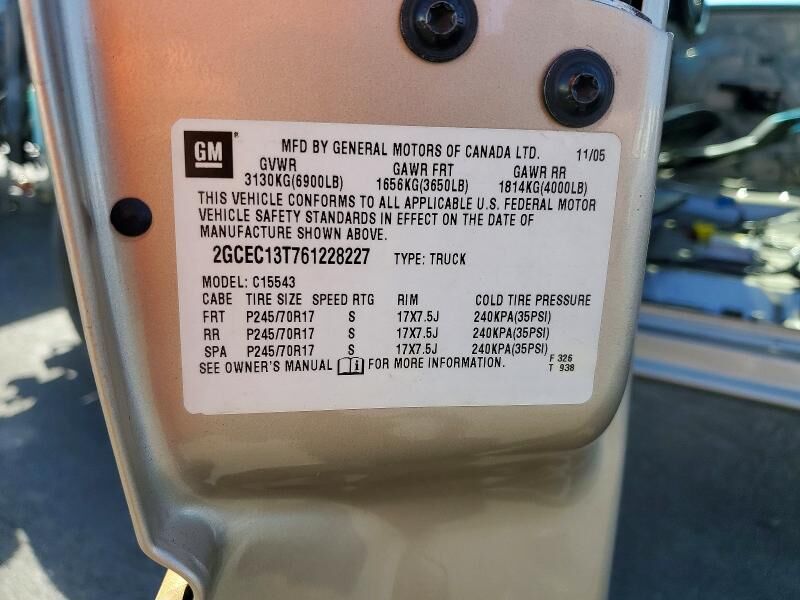 GM® MFD BY GENERAL MOTORS OF CANADA LTD. 11/05
GVWR GAWR FRT GAWR RR
3130KG(6900LB) 1656KG(3650LB) 1814KG(4000LB)
THIS VEHICLE CONFORMS TO ALL APPLICABLE U.S. FEDERAL MOTOR
VEHICLE SAFETY STANDARDS IN EFFECT ON THE DATE OF
MANUFACTURE SHOWN ABOVE.
2GCEC13T761228227 TYPE: TRUCK
MODEL: C15543
CABE TIRE SIZE SPEED RTG RIM COLD TIRE PRESSURE
FRT P245/70R17 S 17X7.5J 240KPA(35PSI)
RR P245/70R17 S 17X7.5J 240KPA(35PSI)
SPA P245/70R17 S 17X7.5J 240KPA(35PSI)
SEE OWNER'S MANUAL i FOR MORE INFORMATION. F 326
T 938